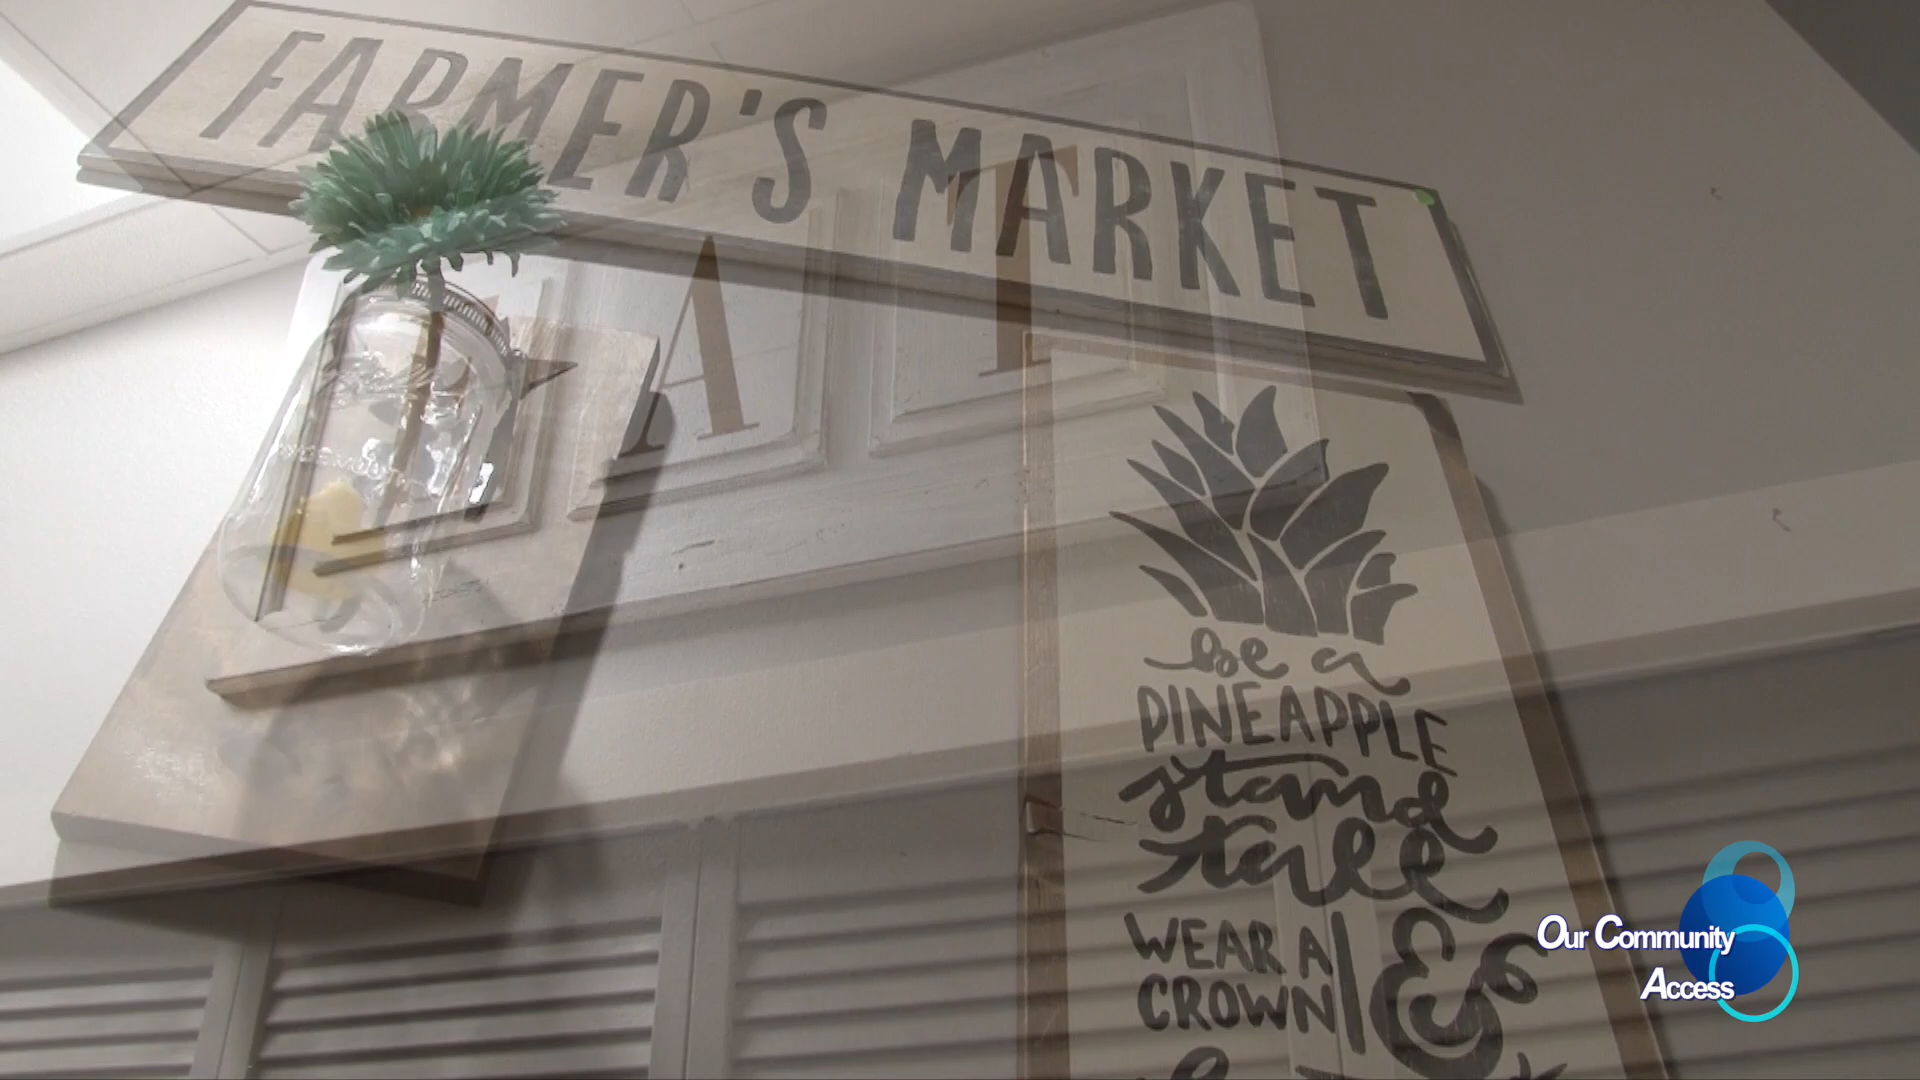 FARMER'S MARKET
EAT
be a
PINEAPPLE
stand
tall
WEAR A
CROWN
&
Our Community
Access